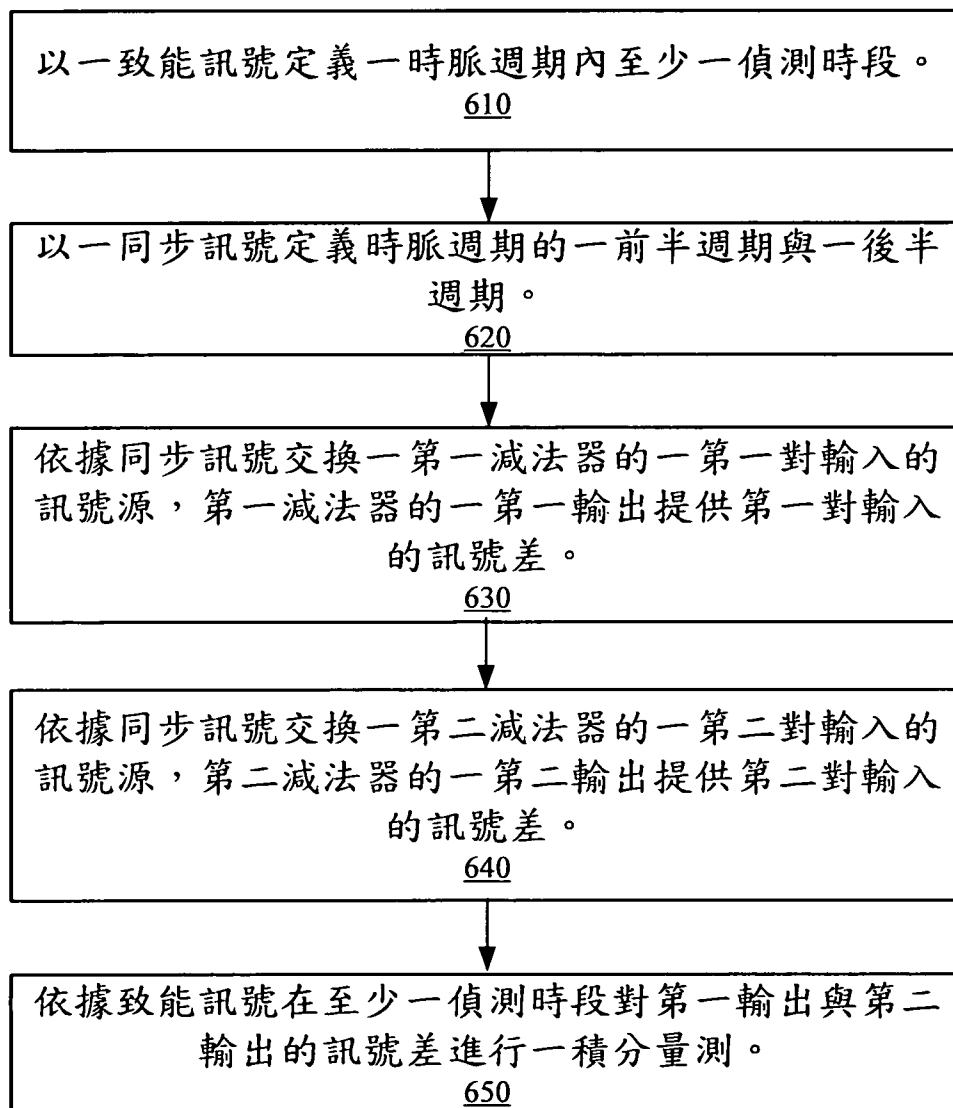 以一致能訊號定義一時脈週期內至少一偵測時段。
610
以一同步訊號定義時脈週期的一前半週期與一後半
週期。
620
依據同步訊號交換一第一減法器的一第一對輸入的
訊號源，第一減法器的一第一輸出提供第一對輸入
的訊號差。
630
依據同步訊號交換一第二減法器的一第二對輸入的
訊號源，第二減法器的一第二輸出提供第二對輸入
的訊號差。
640
依據致能訊號在至少一偵測時段對第一輸出與第二
輸出的訊號差進行一積分量測。
650